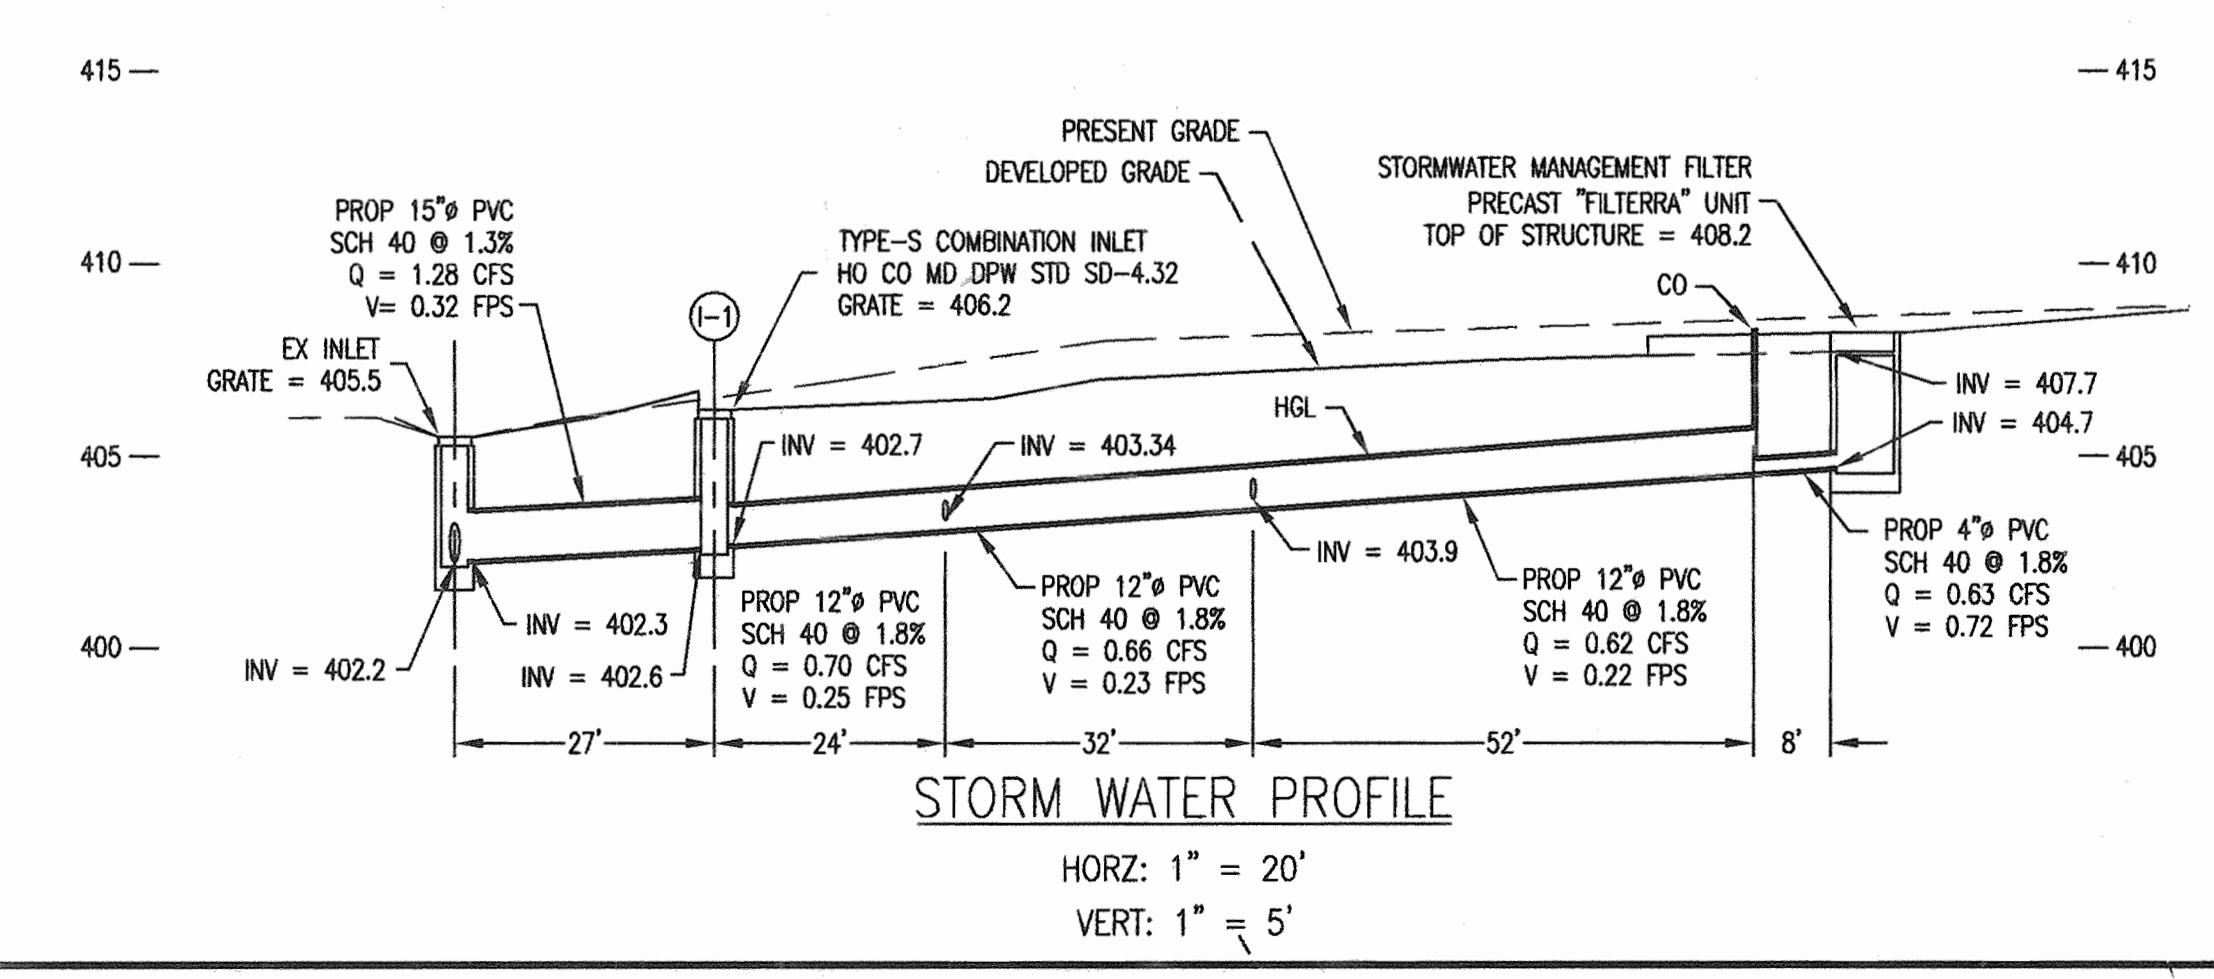 415
415
PRESENT GRADE
DEVELOPED GRADE
STORMWATER MANAGEMENT FILTER
PRECAST "FILTERRA" UNIT
TOP OF STRUCTURE = 408.2
PROP 15"ø PVC
SCH 40 @ 1.3%
Q = 1.28 CFS
V= 0.32 FPS
TYPE-S COMBINATION INLET
HO CO MD DPW STD SD-4.32
GRATE = 406.2
410
410
CO
I-1
EX INLET
GRATE = 405.5
INV = 407.7
INV = 404.7
HGL
INV = 402.7
INV = 403.34
405
405
INV = 403.9
PROP 4"ø PVC
SCH 40 @ 1.8%
Q = 0.63 CFS
V = 0.72 FPS
INV = 402.3
INV = 402.2
INV = 402.6
400
400
PROP 12"ø PVC
SCH 40 @ 1.8%
Q = 0.70 CFS
V = 0.25 FPS
PROP 12"ø PVC
SCH 40 @ 1.8%
Q = 0.66 CFS
V = 0.23 FPS
PROP 12"ø PVC
SCH 40 @ 1.8%
Q = 0.62 CFS
V = 0.22 FPS
27'
24'
32'
52'
8'
STORM WATER PROFILE
HORZ: 1" = 20'
VERT: 1" = 5'